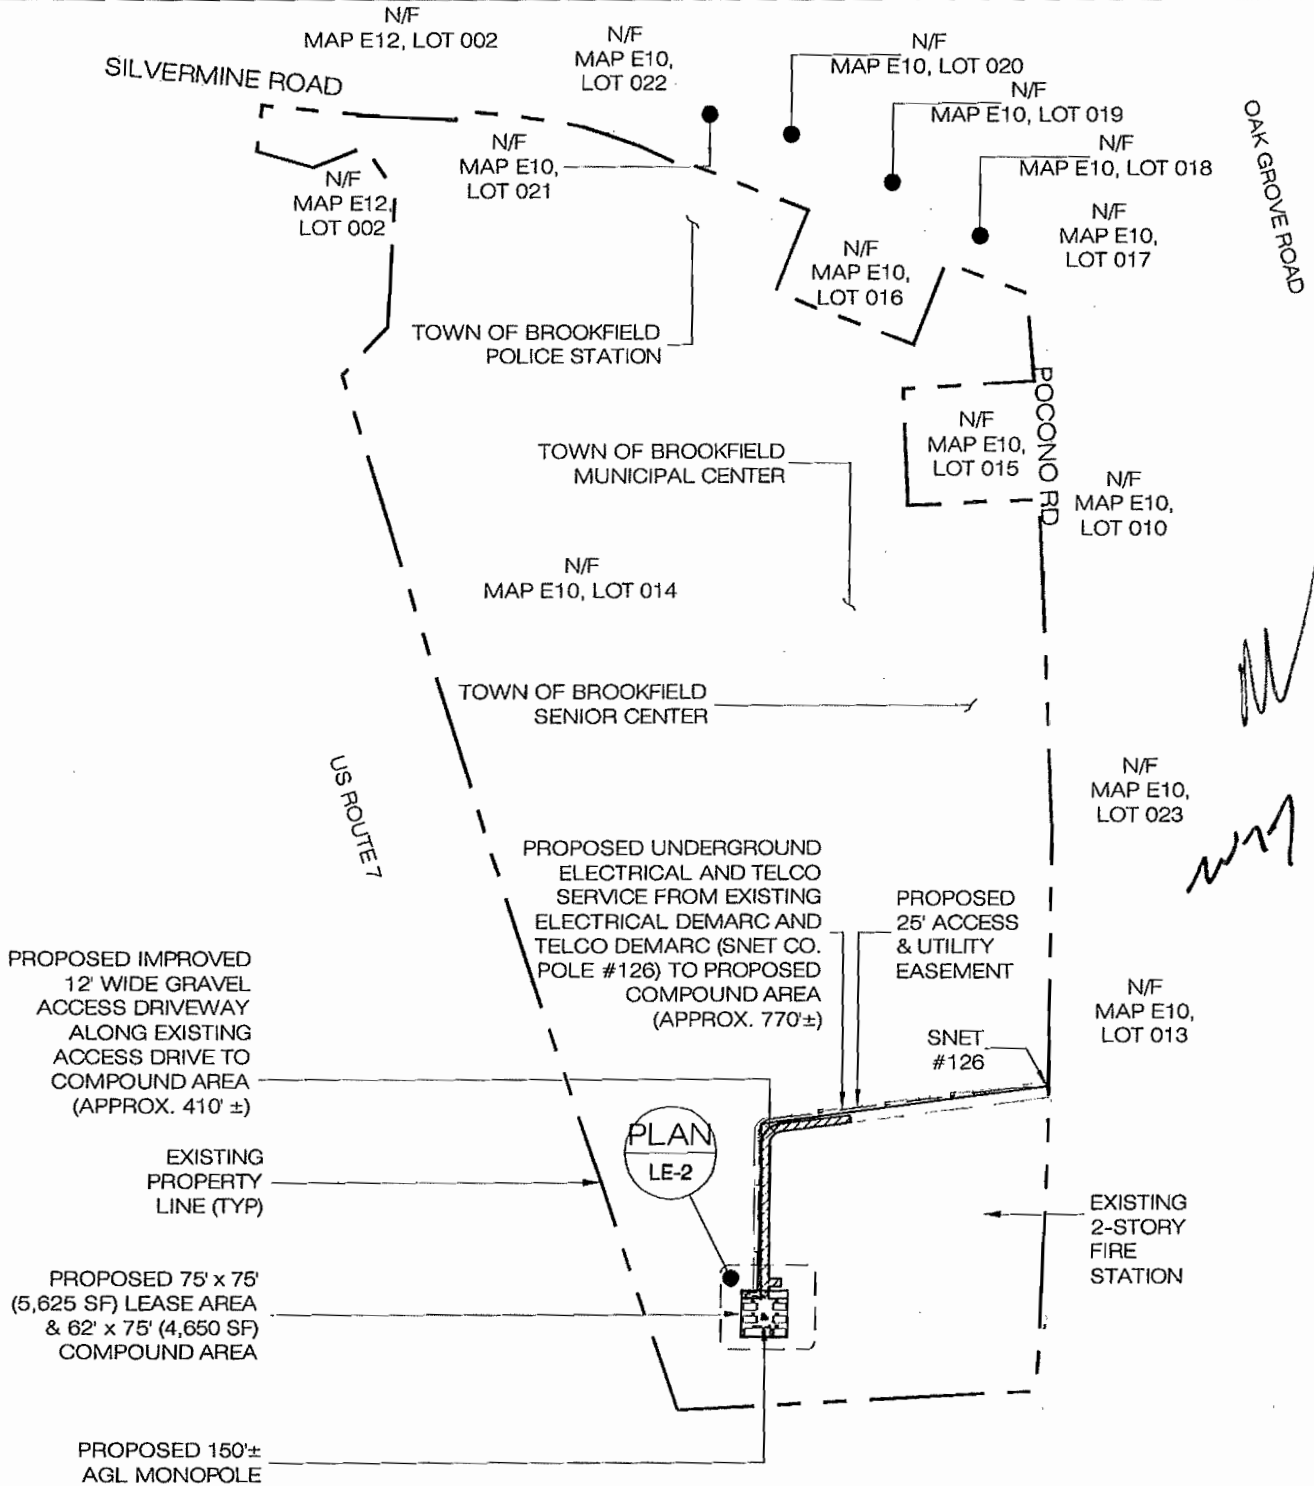 N/F
MAP E12, LOT 002
SILVERMINE ROAD
N/F
MAP E10,
LOT 022
N/F
MAP E10, LOT 020
N/F
MAP E10, LOT 019
N/F
MAP E10, LOT 018
OAK GROVE ROAD
N/F
MAP E10,
LOT 021
N/F
MAP E12,
LOT 002
N/F
MAP E10,
LOT 017
N/F
MAP E10,
LOT 016
TOWN OF BROOKFIELD
POLICE STATION
POCONO RD
N/F
MAP E10,
LOT 015
TOWN OF BROOKFIELD
MUNICIPAL CENTER
N/F
MAP E10,
LOT 010
N/F
MAP E10, LOT 014
TOWN OF BROOKFIELD
SENIOR CENTER
US ROUTE 7
N/F
MAP E10,
LOT 023
PROPOSED UNDERGROUND
ELECTRICAL AND TELCO
SERVICE FROM EXISTING
ELECTRICAL DEMARC AND
TELCO DEMARC (SNET CO.
POLE #126) TO PROPOSED
COMPOUND AREA
(APPROX. 770'±)
PROPOSED
25' ACCESS
& UTILITY
EASEMENT
PROPOSED IMPROVED
12' WIDE GRAVEL
ACCESS DRIVEWAY
ALONG EXISTING
ACCESS DRIVE TO
COMPOUND AREA
(APPROX. 410' ±)
N/F
MAP E10,
LOT 013
SNET
#126
PLAN
LE-2
EXISTING
PROPERTY
LINE (TYP)
EXISTING
2-STORY
FIRE
STATION
PROPOSED 75' x 75'
(5,625 SF) LEASE AREA
& 62' x 75' (4,650 SF)
COMPOUND AREA
PROPOSED 150'±
AGL MONOPOLE